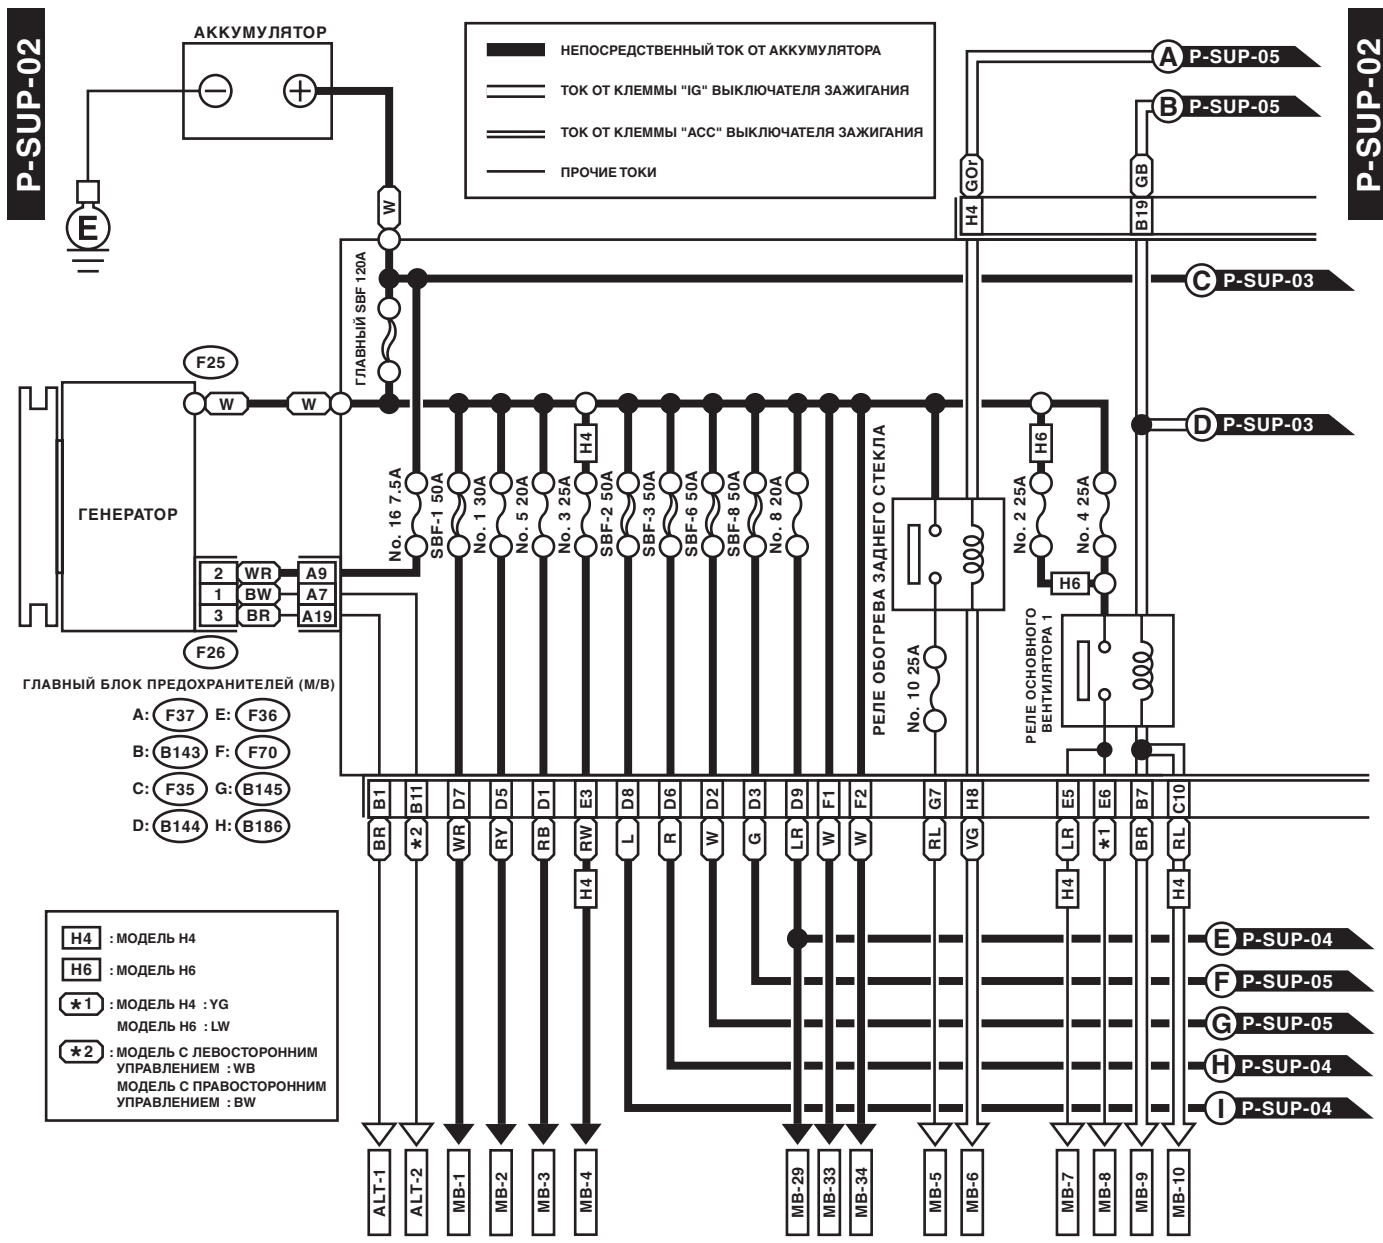 P-SUP-02
P-SUP-02
АККУМУЛЯТОР
E
НЕПОСРЕДСТВЕННЫЙ ТОК ОТ АККУМУЛЯТОРА
ТОК ОТ КЛЕММЫ "IG" ВЫКЛЮЧАТЕЛЯ ЗАЖИГАНИЯ
ТОК ОТ КЛЕММЫ "ACC" ВЫКЛЮЧАТЕЛЯ ЗАЖИГАНИЯ
ПРОЧИЕ ТОКИ
A P-SUP-05
B P-SUP-05
GOr
GB
H4
B19
W
C P-SUP-03
D P-SUP-03
ГЛАВНЫЙ SBF 120A
F25
W
W
ГЕНЕРАТОР
2 WR A9
1 BW A7
3 BR A19
F26
H4
H6
No. 16 7.5A
SBF-1 50A
No. 1 30A
No. 5 20A
No. 3 25A
SBF-2 50A
SBF-3 50A
SBF-6 50A
SBF-8 50A
No. 8 20A
РЕЛЕ ОБОГРЕВА ЗАДНЕГО СТЕКЛА
No. 10 25A
No. 2 25A
No. 4 25A
H6
РЕЛЕ ОСНОВНОГО
ВЕНТИЛЯТОРА 1
ГЛАВНЫЙ БЛОК ПРЕДОХРАНИТЕЛЕЙ (M/B)
A: F37 E: F36
B: B143 F: F70
C: F35 G: B145
D: B144 H: B186
B1 B11 D7 D5 D1 E3 D8 D6 D2 D3 D9 F1 F2 G7 H8 E5 E6 B7 C10
BR *2 WR RY RB RW L R W G LR W W RL VG LR *1 BR RL
H4
H4
H4
E P-SUP-04
F P-SUP-05
G P-SUP-05
H P-SUP-04
I P-SUP-04
H4 : МОДЕЛЬ H4
H6 : МОДЕЛЬ H6
*1 : МОДЕЛЬ H4 : YG
МОДЕЛЬ H6 : LW
*2 : МОДЕЛЬ С ЛЕВОСТОРОННИМ
УПРАВЛЕНИЕМ : WB
МОДЕЛЬ С ПРАВОСТОРОННИМ
УПРАВЛЕНИЕМ : BW
ALT-1 ALT-2 MB-1 MB-2 MB-3 MB-4 MB-29 MB-33 MB-34 MB-5 MB-6 MB-7 MB-8 MB-9 MB-10